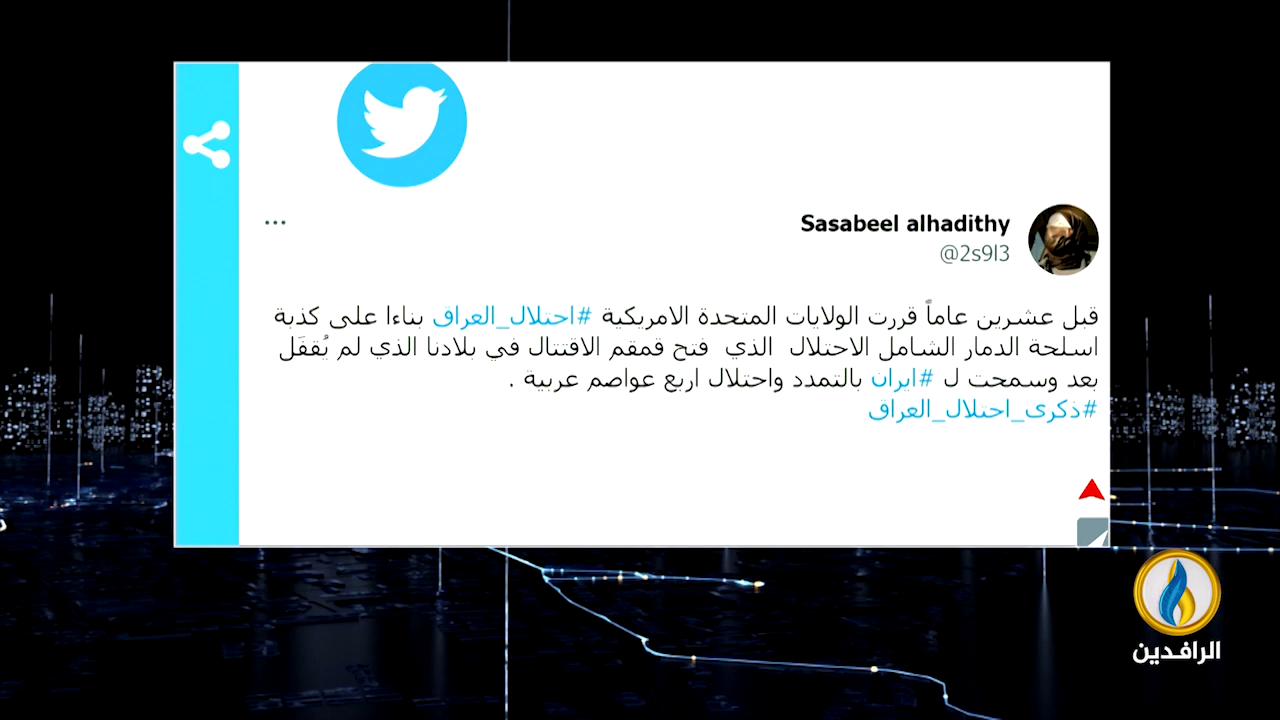 Sasabeel alhadithy
@2s9l3
قبل عشرين عاماً قررت الولايات المتحدة الامريكية #احتلال_العراق بناءا على كذبة
اسلحة الدمار الشامل الاحتلال الذي فتح قمقم الاقتتال في بلادنا الذي لم يُقفَل
بعد وسمحت ل #ايران بالتمدد واحتلال اربع عواصم عربية .
#ذكرى_احتلال_العراق
الرافدين